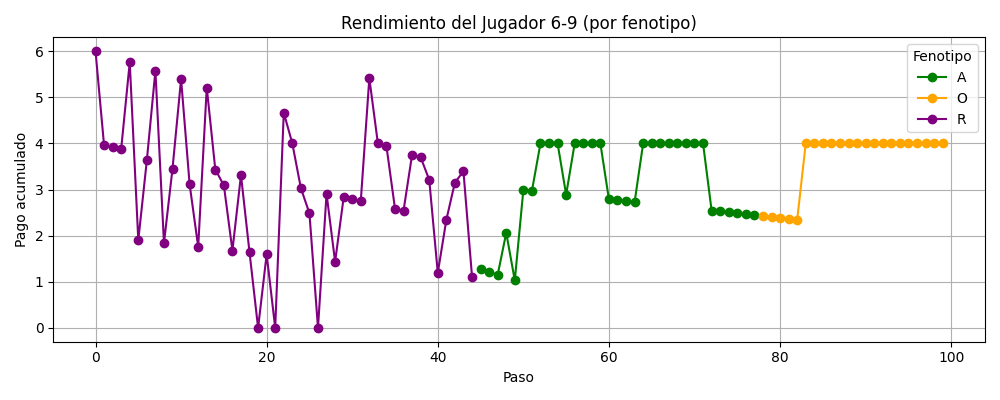 Rendimiento del Jugador 6-9 (por fenotipo)
Pago acumulado
6
5
4
3
2
1
0
Fenotipo
A
O
R
0
20
40
60
80
100
Paso